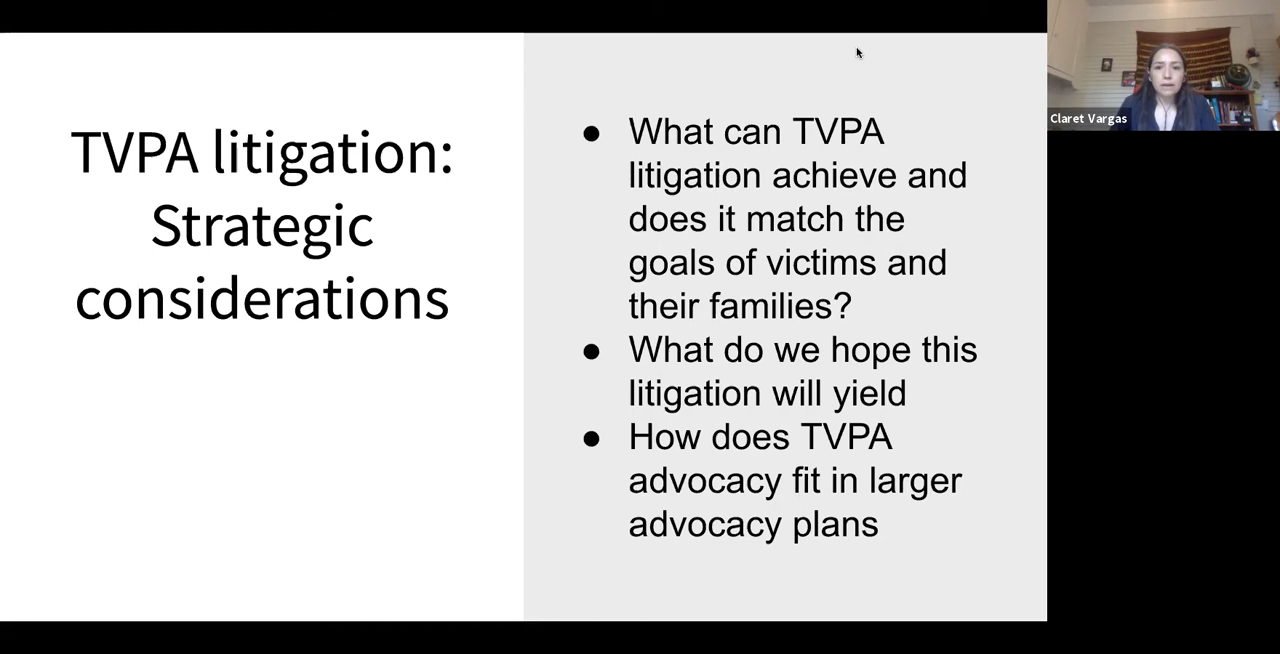 TVPA litigation:
Strategic
considerations
● What can TVPA
litigation achieve and
does it match the
goals of victims and
their families?
● What do we hope this
litigation will yield
● How does TVPA
advocacy fit in larger
advocacy plans
Claret Vargas